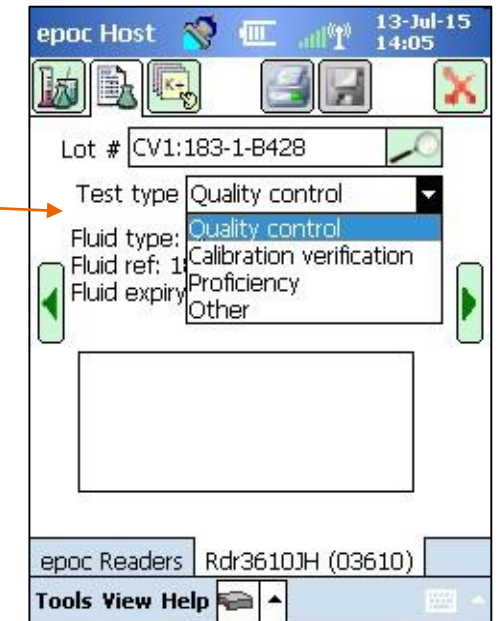 epoc Host 13-Jul-15
14:05
K+
Lot # CV1:183-1-B428
Test type Quality control
Quality control
Fluid type: Calibration verification
Fluid ref: 1
Proficiency
Fluid expiry
Other
epoc Readers Rdr3610JH (03610)
Tools View Help